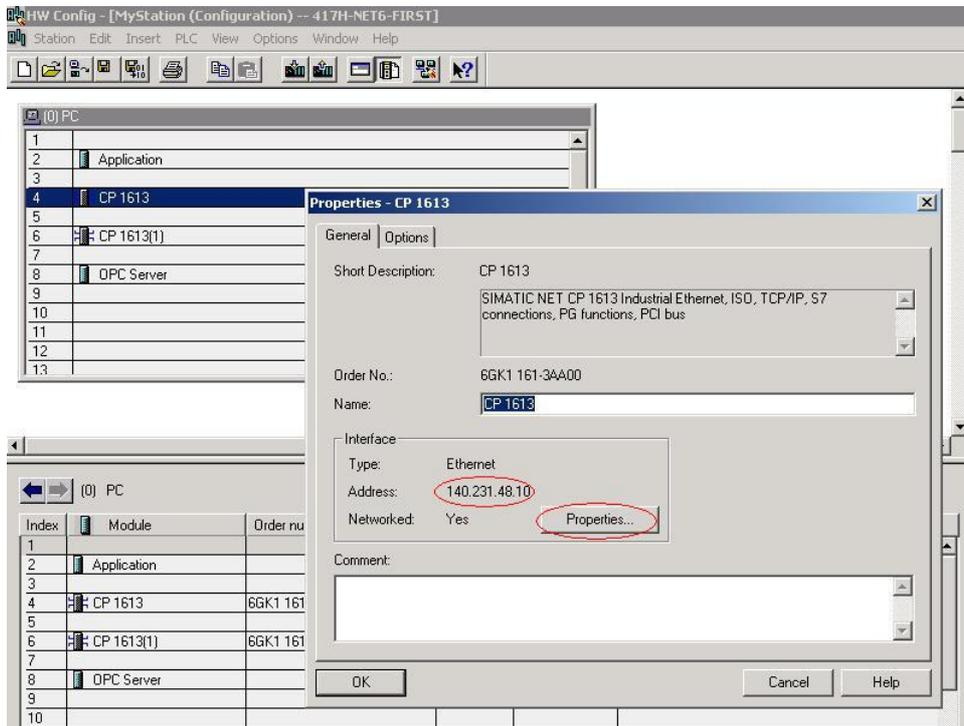 HW Config - [MyStation (Configuration) -- 417H-NET6-FIRST]
Station Edit Insert PLC View Options Window Help
(0) PC
1
2 Application
3
4 CP 1613
5
6 CP 1613(1)
7
8 OPC Server
9
10
11
12
13
Properties - CP 1613
General Options
Short Description: CP 1613
SIMATIC NET CP 1613 Industrial Ethernet, ISO, TCP/IP, S7
connections, PG functions, PCI bus
Order No.: 6GK1 161-3AA00
Name: CP 1613
Interface
Type: Ethernet
Address: 140.231.48.10
Networked: Yes Properties...
Comment:
OK Cancel Help
(0) PC
Index Module Order nu
1
2 Application
3
4 CP 1613 6GK1 161
5
6 CP 1613(1) 6GK1 161
7
8 OPC Server
9
10